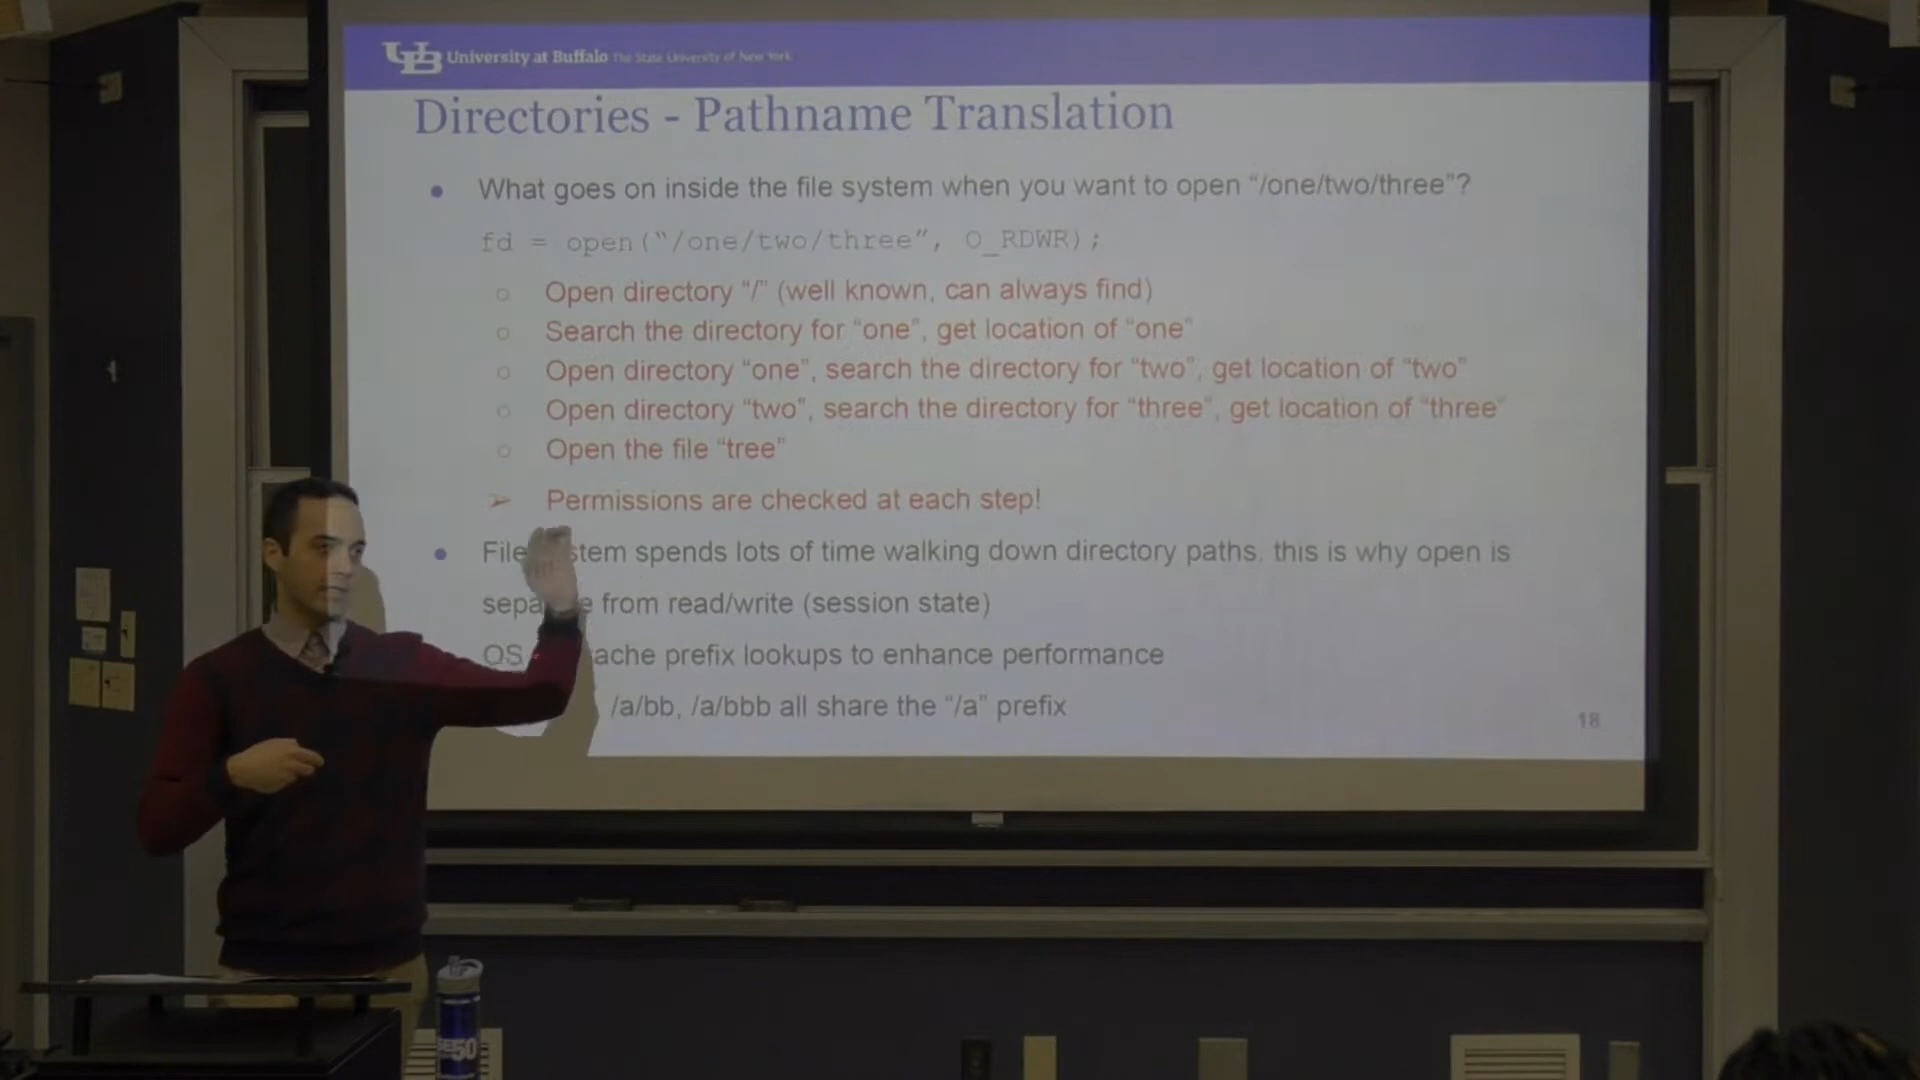 University at Buffalo The State University of New York
Directories - Pathname Translation
What goes on inside the file system when you want to open “/one/two/three”?
fd = open(“/one/two/three”, O_RDWR);
Open directory “/” (well known, can always find)
Search the directory for “one”, get location of “one”
Open directory “one”, search the directory for “two”, get location of “two”
Open directory “two”, search the directory for “three”, get location of “three”
Open the file “tree”
Permissions are checked at each step!
File stem spends lots of time walking down directory paths, this is why open is
from read/write (session state)
OS ache prefix lookups to enhance performance
/a/bb, /a/bbb all share the “/a” prefix
18
50